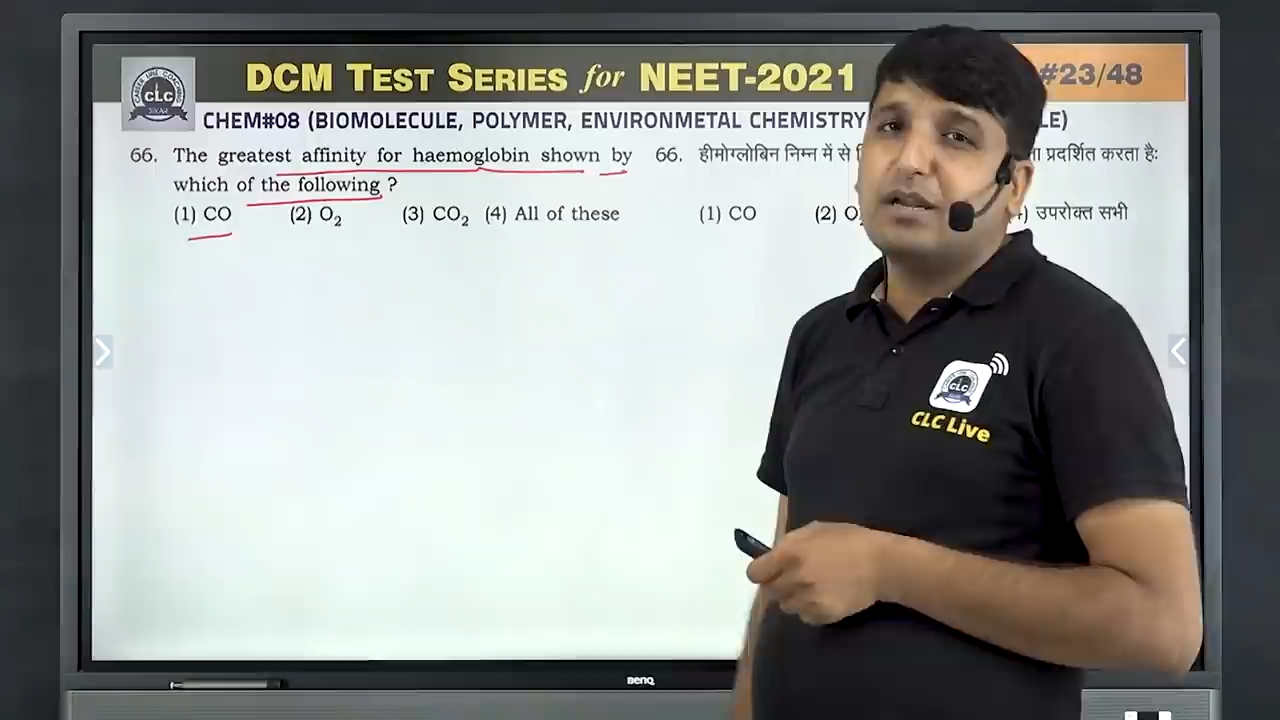 DCM TEST SERIES for NEET-2021
#23/48
CHEM#08 (BIOMOLECULE, POLYMER, ENVIRONMETAL CHEMISTRY
66. The greatest affinity for haemoglobin shown by
which of the following ?
(1) CO (2) O₂ (3) CO₂ (4) All of these
66. हीमोग्लोबिन निम्न में से
प्रदर्शित करता है:
(1) CO (2) O
उपरोक्त सभी
CLC
SIKAR
CLC
CLC Live
BenQ